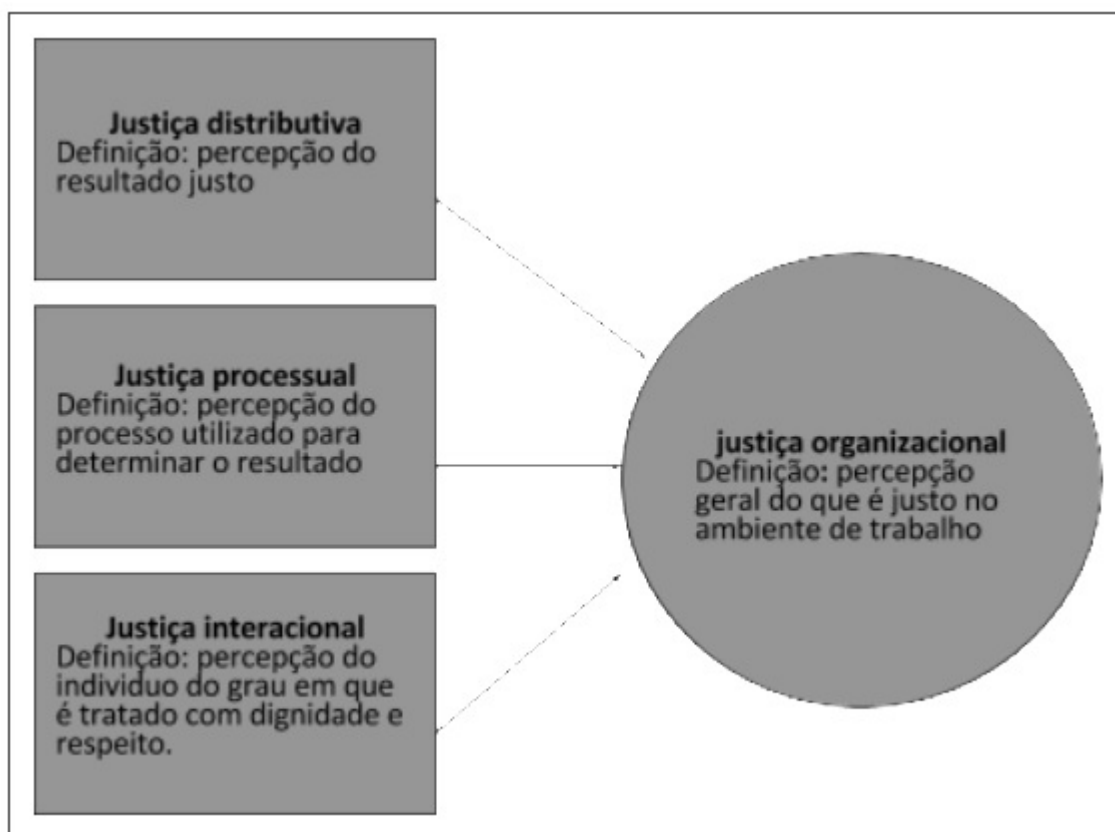 Justiça distributiva
Definição: percepção do
resultado justo
Justiça processual
Definição: percepção do
processo utilizado para
determinar o resultado
Justiça interacional
Definição: percepção do
individuo do grau em que
é tratado com dignidade e
respeito.
justiça organizacional
Definição: percepção
geral do que é justo no
ambiente de trabalho